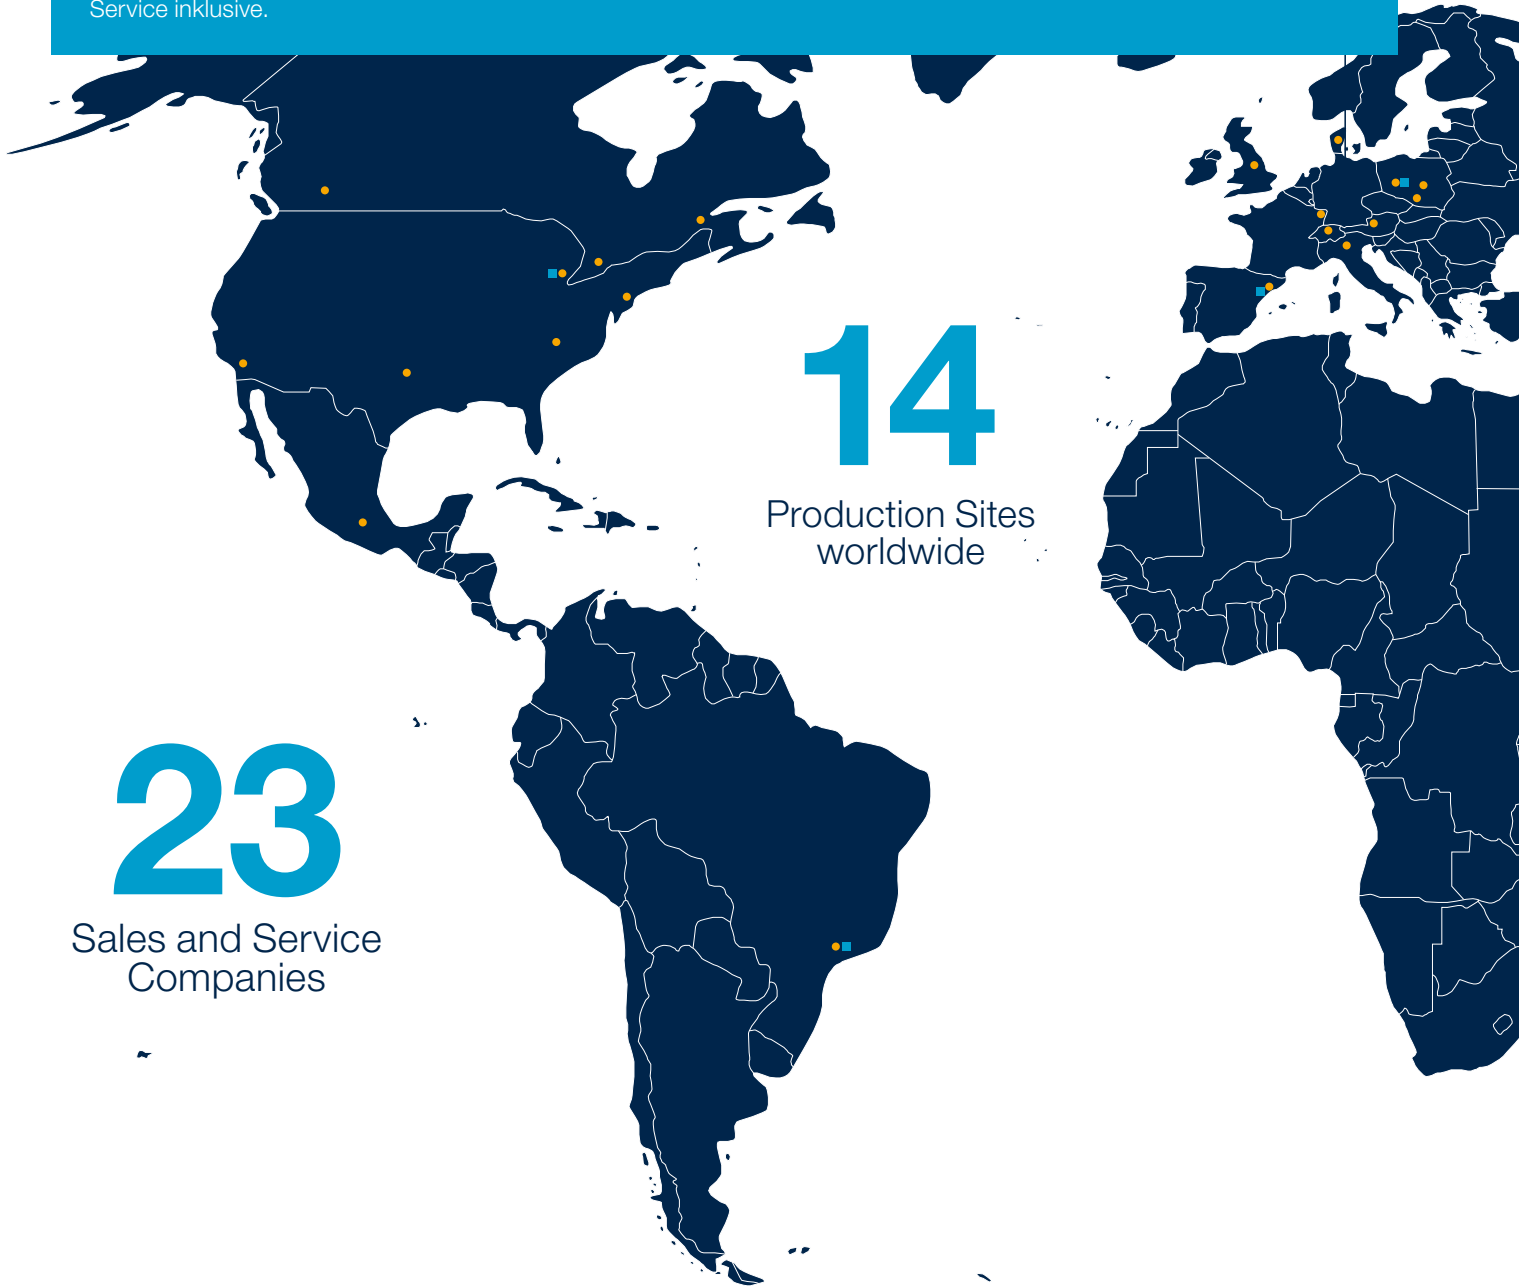 Service inklusive.
14
Production Sites
worldwide
23
Sales and Service
Companies